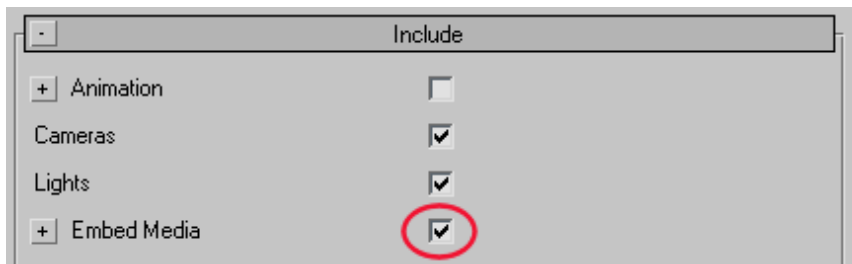 - Include
+ Animation
Cameras
Lights
+ Embed Media